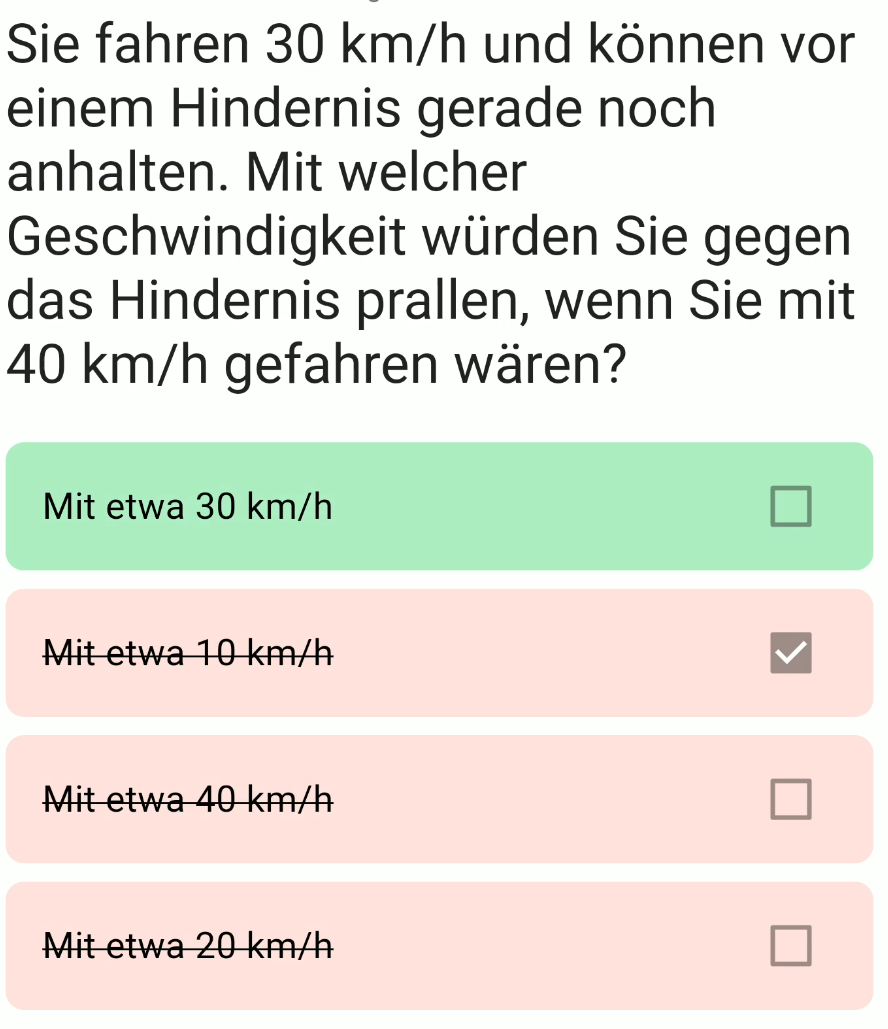 Sie fahren 30 km/h und können vor
einem Hindernis gerade noch
anhalten. Mit welcher
Geschwindigkeit würden Sie gegen
das Hindernis prallen, wenn Sie mit
40 km/h gefahren wären?
Mit etwa 30 km/h
Mit etwa 10 km/h
Mit etwa 40 km/h
Mit etwa 20 km/h